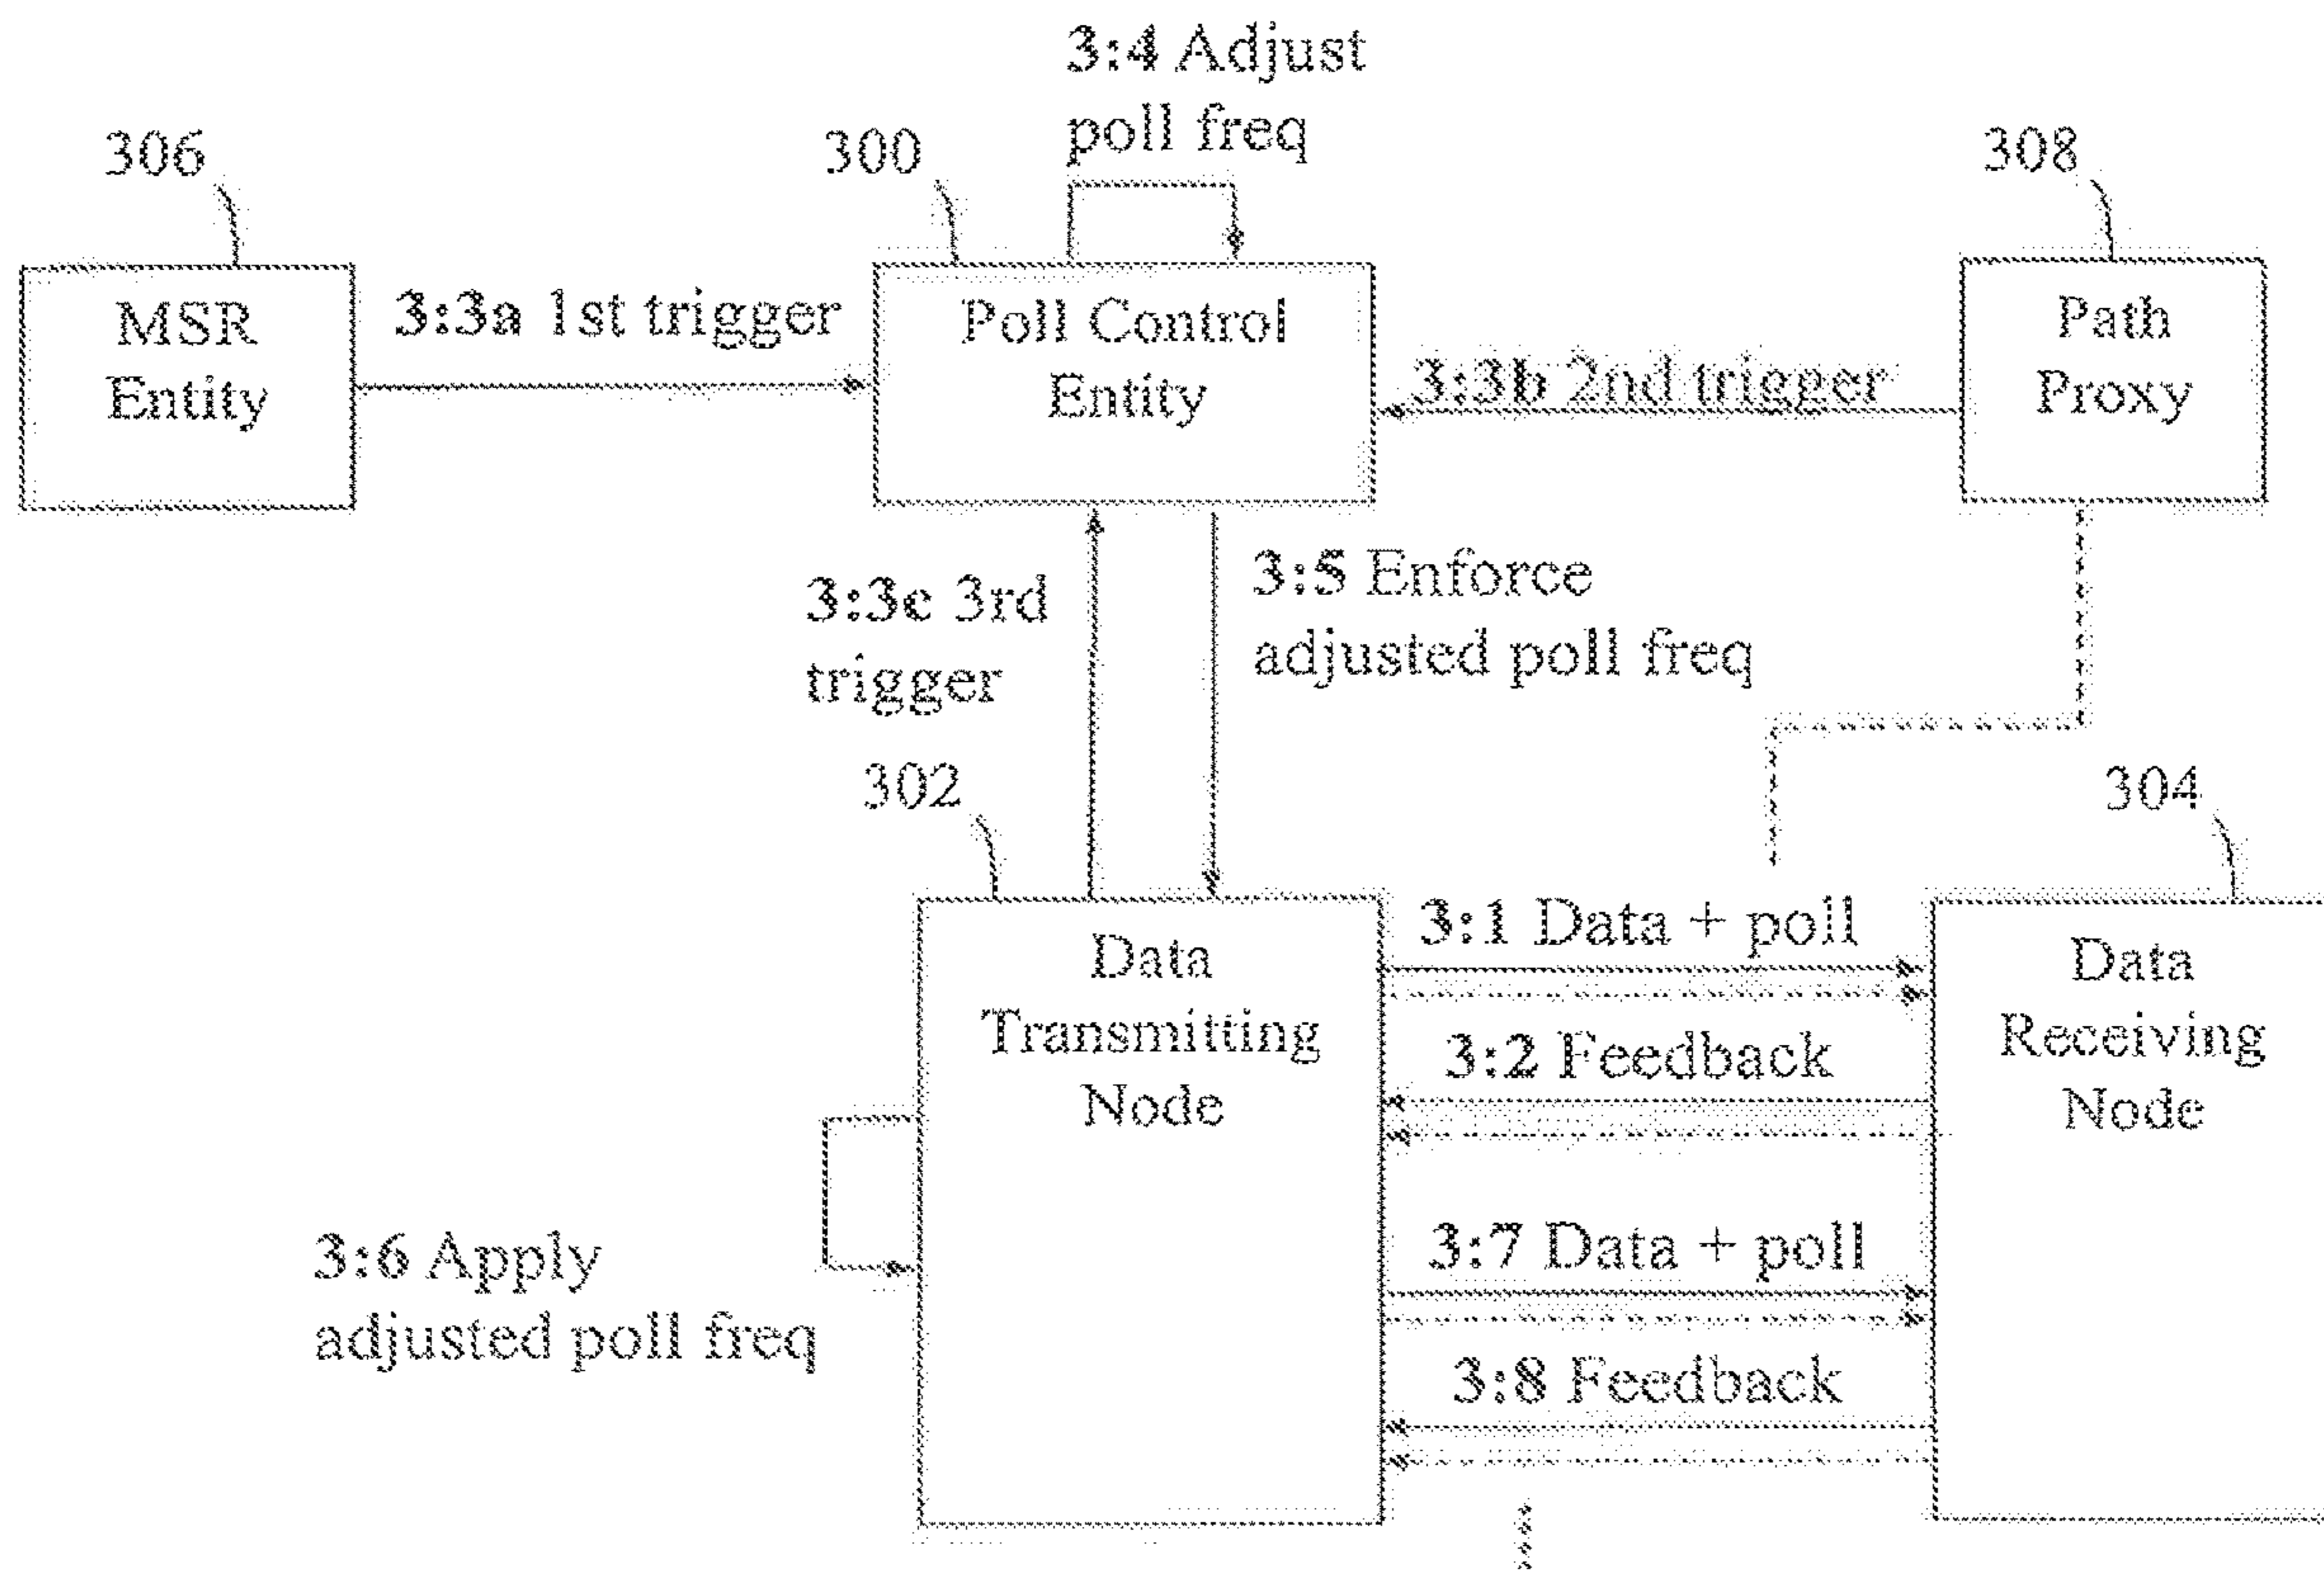 3:4 Adjust
poll freq
306
300
308
MSR
Entity
3:3a 1st trigger
Poll Control
Entity
3:3b 2nd trigger
Path
Proxy
3:3c 3rd
trigger
3:5 Enforce
adjusted poll freq
302
304
Data
Transmitting
Node
3:1 Data + poll
3:2 Feedback
Data
Receiving
Node
3:6 Apply
adjusted poll freq
3:7 Data + poll
3:8 Feedback